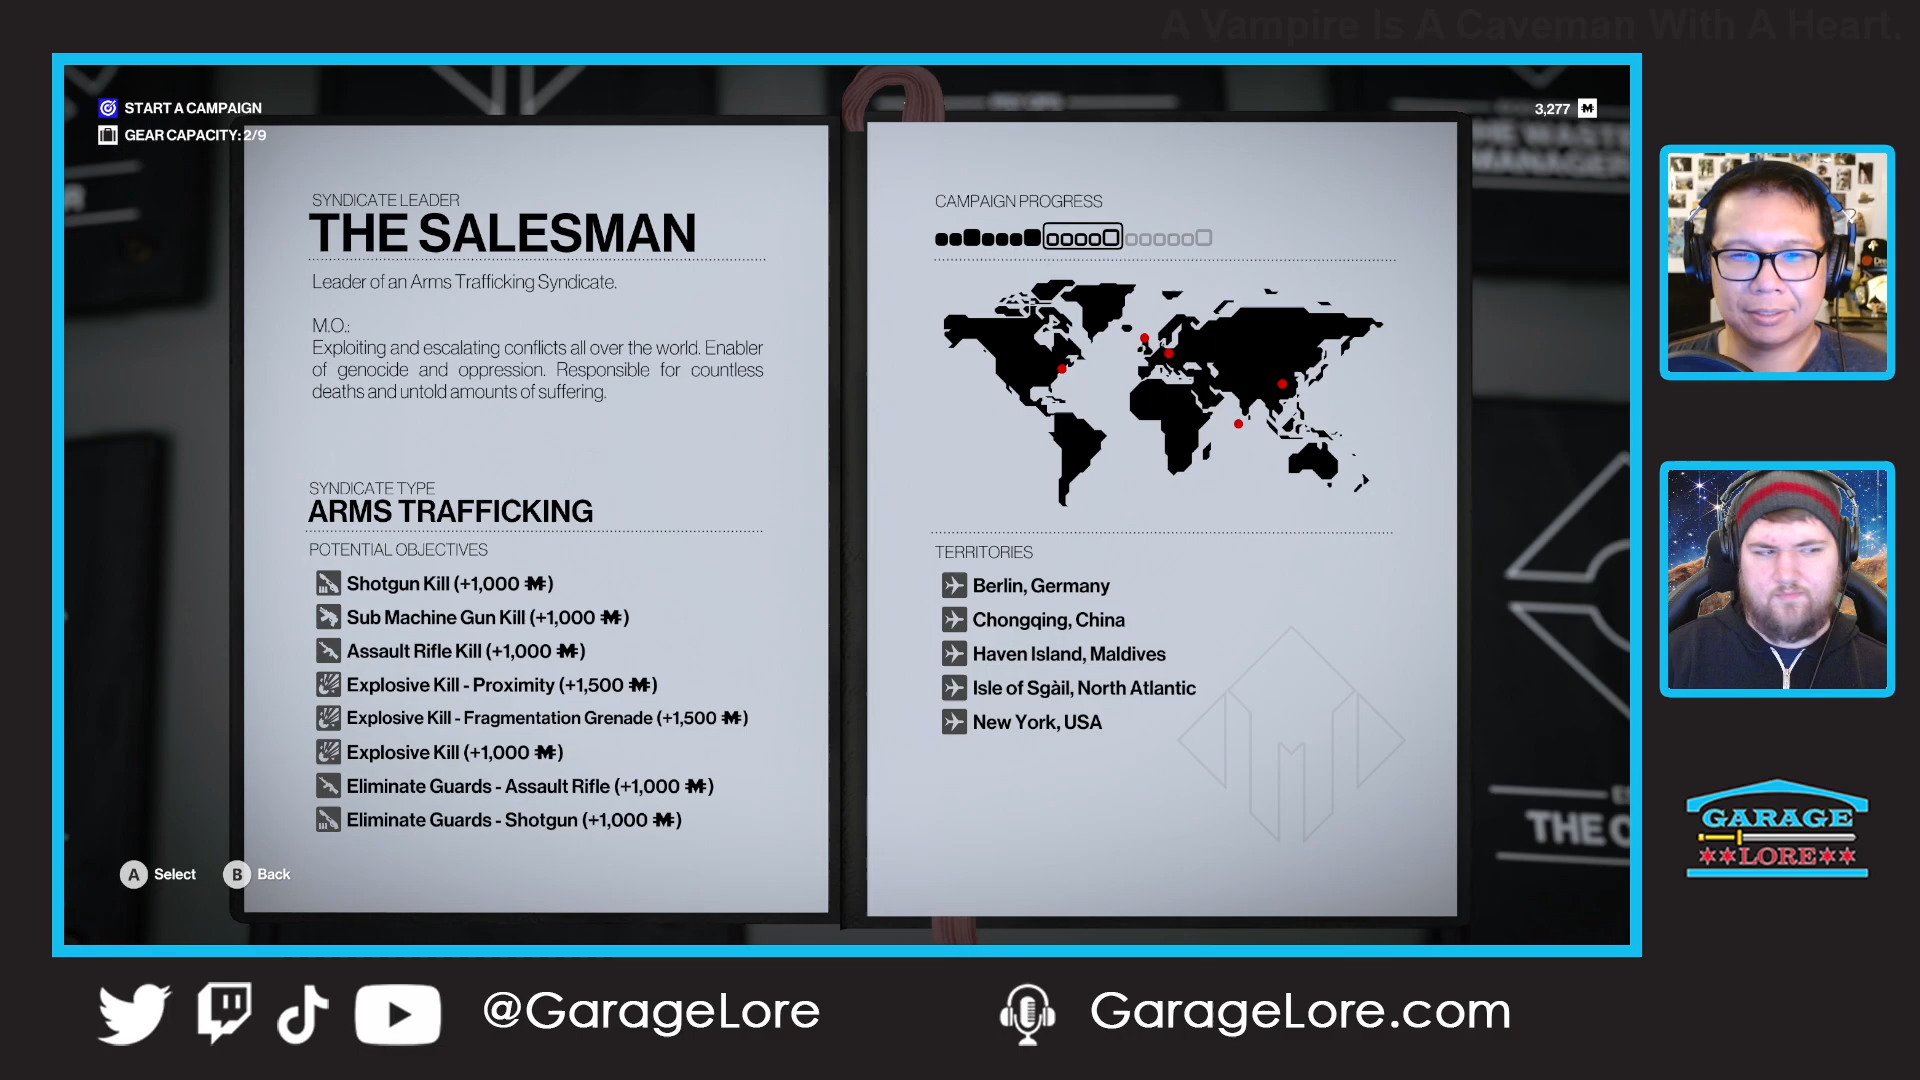 A Vampire Is A Caveman With A Heart.
START A CAMPAIGN
GEAR CAPACITY: 2/9
3,277
SYNDICATE LEADER
THE SALESMAN
Leader of an Arms Trafficking Syndicate.
M.O.:
Exploiting and escalating conflicts all over the world. Enabler
of genocide and oppression. Responsible for countless
deaths and untold amounts of suffering.
SYNDICATE TYPE
ARMS TRAFFICKING
POTENTIAL OBJECTIVES
Shotgun Kill (+1,000 )
Sub Machine Gun Kill (+1,000 )
Assault Rifle Kill (+1,000 )
Explosive Kill - Proximity (+1,500 )
Explosive Kill - Fragmentation Grenade (+1,500 )
Explosive Kill (+1,000 )
Eliminate Guards - Assault Rifle (+1,000 )
Eliminate Guards - Shotgun (+1,000 )
A Select
B Back
CAMPAIGN PROGRESS
TERRITORIES
Berlin, Germany
Chongqing, China
Haven Island, Maldives
Isle of Sgàil, North Atlantic
New York, USA
THE WASTE
MANAGER
THE C
GARAGE
LORE
@GarageLore
GarageLore.com